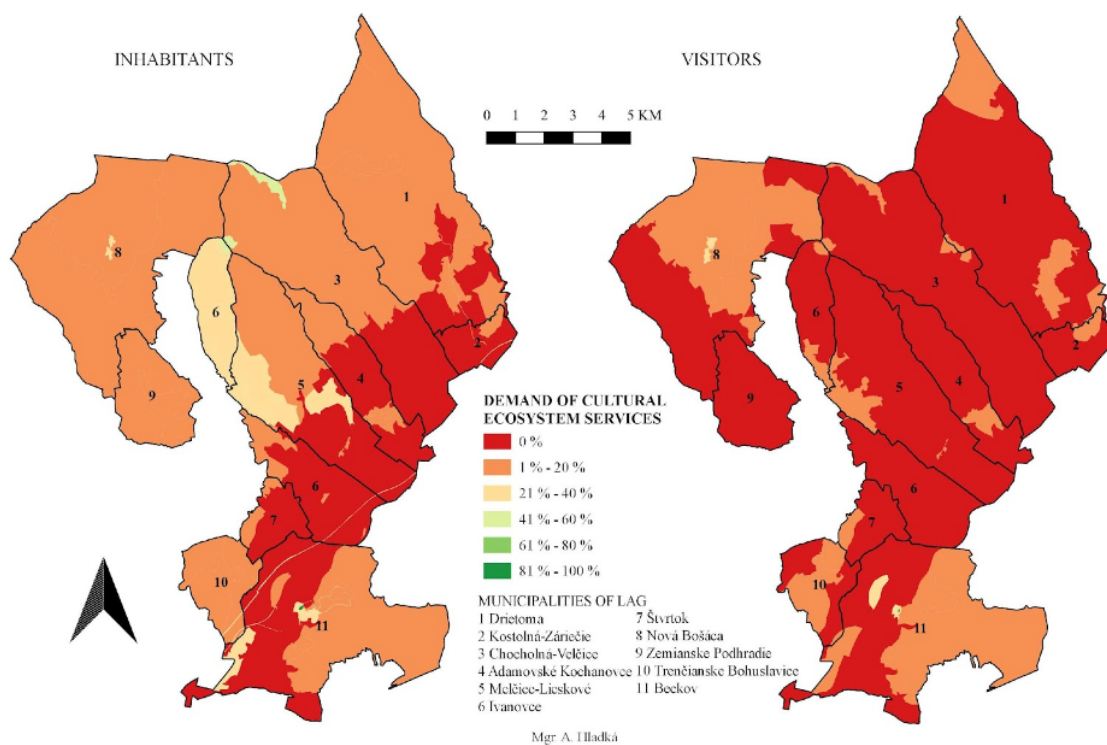 INHABITANTS
VISITORS
0 1 2 3 4 5 KM
1
8
3
6
2
9
5
4
6
7
10
11
1
8
3
6
2
9
5
4
6
7
10
11
DEMAND OF CULTURAL
ECOSYSTEM SERVICES
0 %
1 % - 20 %
21 % - 40 %
41 % - 60 %
61 % - 80 %
81 % - 100 %
MUNICIPALITIES OF LAG
1 Drietoma
2 Kostolná-Záriečie
3 Chocholná-Velčice
4 Adamovské Kochanovce
5 Melčice-Lieskové
6 Ivanovce
7 Štvrtok
8 Nová Bošáca
9 Zemianske Podhradie
10 Trenčianske Bohuslavice
11 Beckov
Mgr. A. Hladká